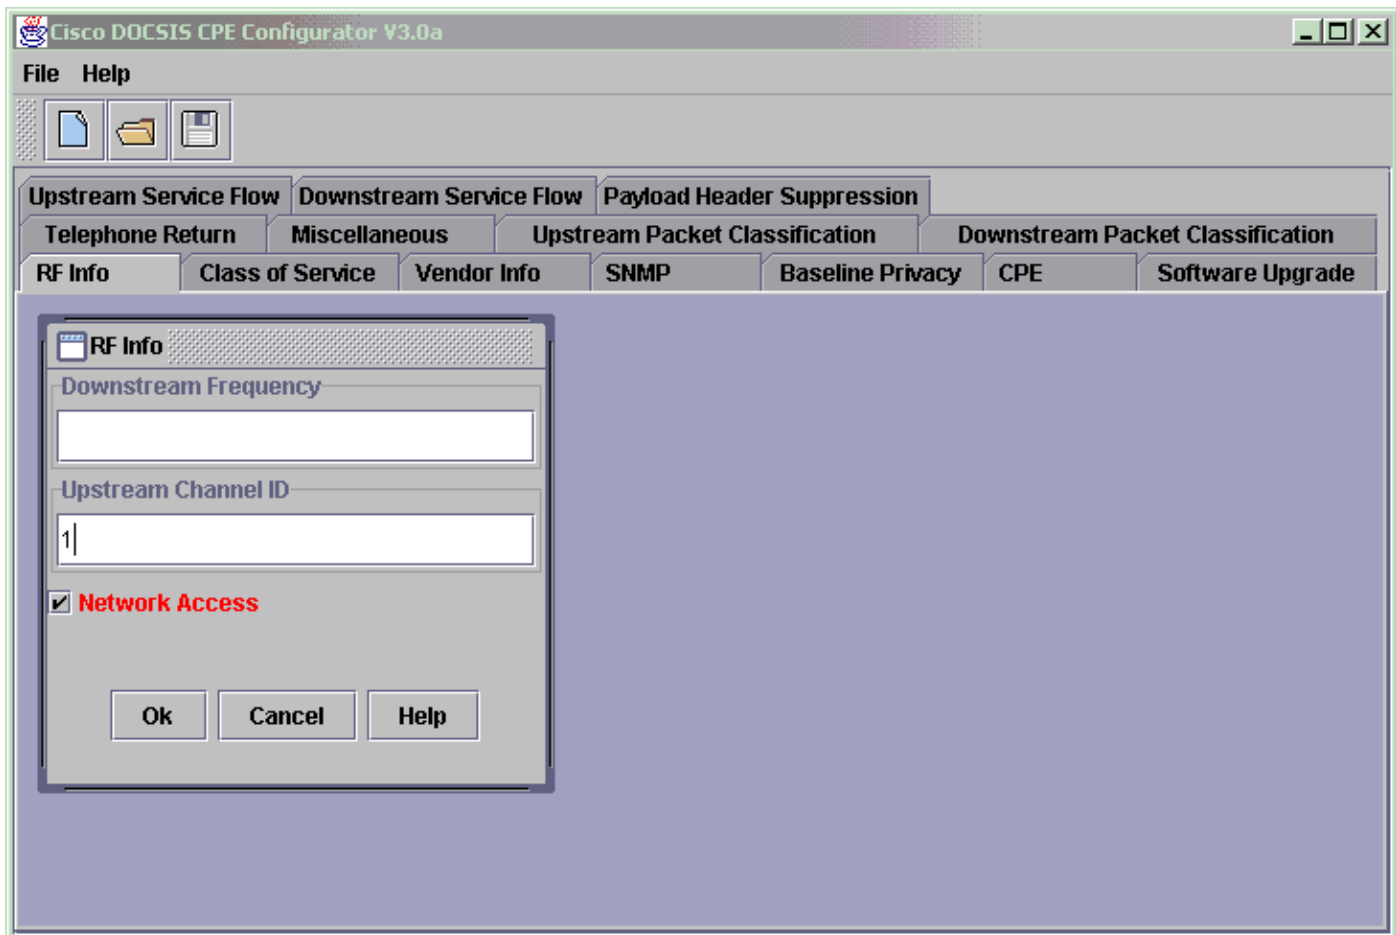 Cisco DOCSIS CPE Configurator V3.0a
File Help
Upstream Service Flow Downstream Service Flow Payload Header Suppression
Telephone Return Miscellaneous Upstream Packet Classification Downstream Packet Classification
RF Info Class of Service Vendor Info SNMP Baseline Privacy CPE Software Upgrade
RF Info
Downstream Frequency
Upstream Channel ID
1
Network Access
Ok Cancel Help